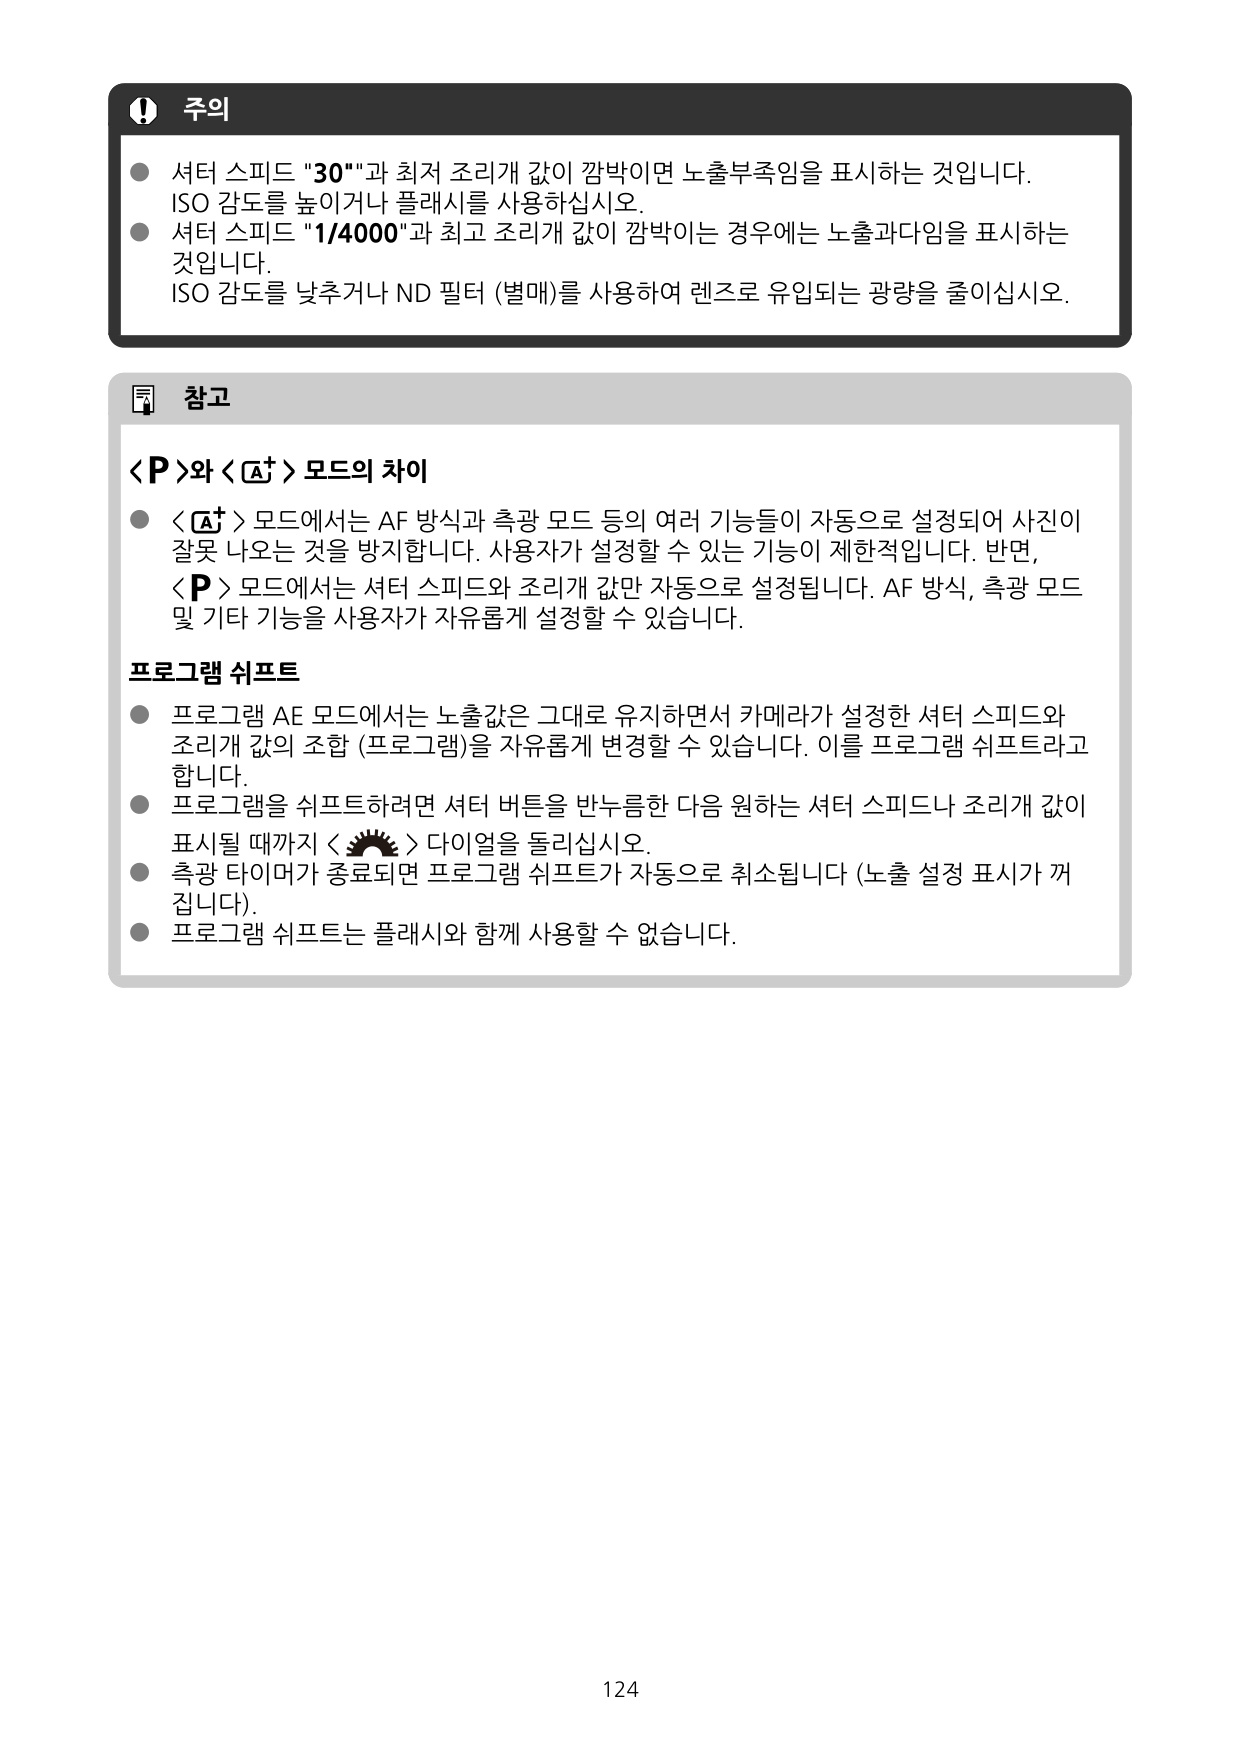 주의
● 셔터 스피드 "30""과 최저 조리개 값이 깜박이면 노출부족임을 표시하는 것입니다.
ISO 감도를 높이거나 플래시를 사용하십시오.
● 셔터 스피드 "1/4000"과 최고 조리개 값이 깜박이는 경우에는 노출과다임을 표시하는
것입니다.
ISO 감도를 낮추거나 ND 필터 (별매)를 사용하여 렌즈로 유입되는 광량을 줄이십시오.
참고
<P>와 <A+> 모드의 차이
● <A+> 모드에서는 AF 방식과 측광 모드 등의 여러 기능들이 자동으로 설정되어 사진이
잘못 나오는 것을 방지합니다. 사용자가 설정할 수 있는 기능이 제한적입니다. 반면,
<P> 모드에서는 셔터 스피드와 조리개 값만 자동으로 설정됩니다. AF 방식, 측광 모드
및 기타 기능을 사용자가 자유롭게 설정할 수 있습니다.
프로그램 쉬프트
● 프로그램 AE 모드에서는 노출값은 그대로 유지하면서 카메라가 설정한 셔터 스피드와
조리개 값의 조합 (프로그램)을 자유롭게 변경할 수 있습니다. 이를 프로그램 쉬프트라고
합니다.
● 프로그램을 쉬프트하려면 셔터 버튼을 반누름한 다음 원하는 셔터 스피드나 조리개 값이
표시될 때까지 < > 다이얼을 돌리십시오.
● 측광 타이머가 종료되면 프로그램 쉬프트가 자동으로 취소됩니다 (노출 설정 표시가 꺼
집니다).
● 프로그램 쉬프트는 플래시와 함께 사용할 수 없습니다.
124